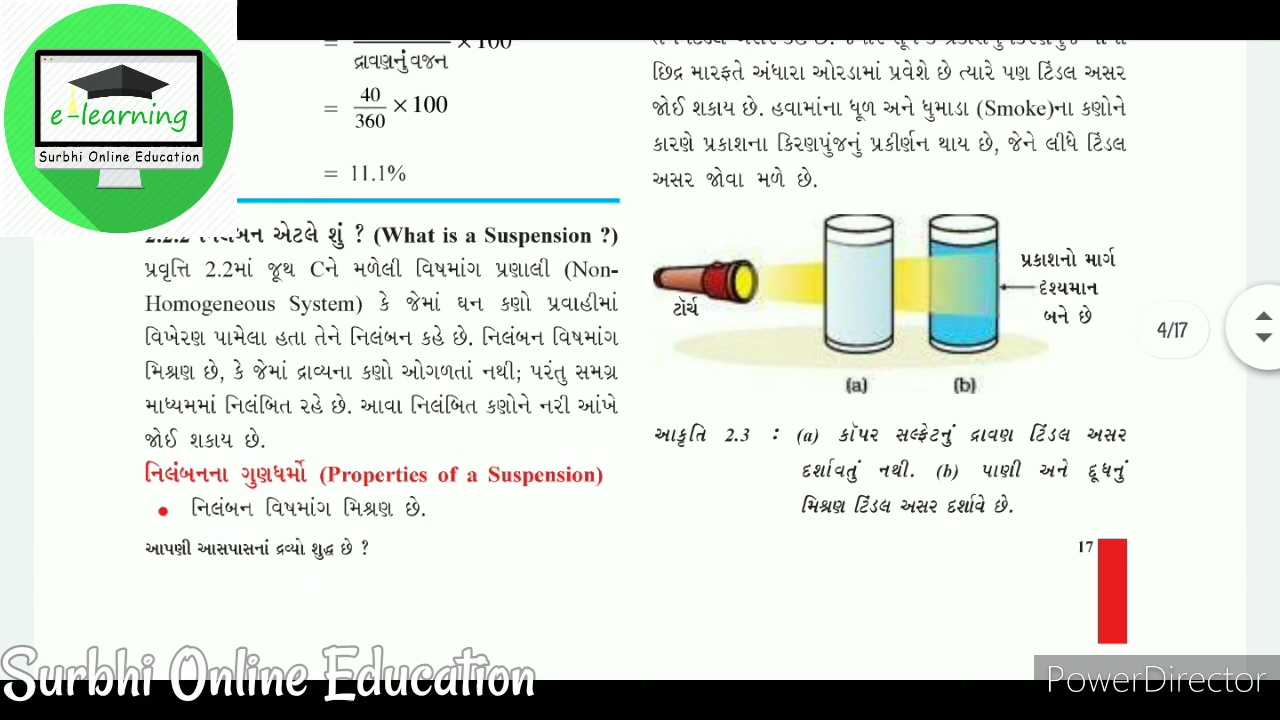 e-learning
Surbhi Online Education
= ×100
દ્રાવણનું વજન
= 40/360 ×100
= 11.1%
2.2.2 નિલંબન એટલે શું ? (What is a Suspension ?)
પ્રવૃત્તિ 2.2માં જૂથ Cને મળેલી વિષમાંગ પ્રણાલી (Non-
Homogeneous System) કે જેમાં ઘન કણો પ્રવાહીમાં
વિખેરણ પામેલા હતા તેને નિલંબન કહે છે. નિલંબન વિષમાંગ
મિશ્રણ છે, કે જેમાં દ્રાવ્યના કણો ઓગળતાં નથી; પરંતુ સમગ્ર
માધ્યમમાં નિલંબિત રહે છે. આવા નિલંબિત કણોને નરી આંખે
જોઈ શકાય છે.
નિલંબનના ગુણધર્મો (Properties of a Suspension)
• નિલંબન વિષમાંગ મિશ્રણ છે.
આપણી આસપાસનાં દ્રવ્યો શુદ્ધ છે ?
છિદ્ર મારફતે અંધારા ઓરડામાં પ્રવેશે છે ત્યારે પણ ટિંડલ અસર
જોઈ શકાય છે. હવામાંના ધૂળ અને ધુમાડા (Smoke)ના કણોને
કારણે પ્રકાશના કિરણપુંજનું પ્રકીર્ણન થાય છે, જેને લીધે ટિંડલ
અસર જોવા મળે છે.
પ્રકાશનો માર્ગ
દૃશ્યમાન
બને છે
ટૉર્ચ
(a) (b)
આકૃતિ 2.3 : (a) કૉપર સલ્ફેટનું દ્રાવણ ટિંડલ અસર
દર્શાવતું નથી. (b) પાણી અને દૂધનું
મિશ્રણ ટિંડલ અસર દર્શાવે છે.
17
4/17
Surbhi Online Education
PowerDirector